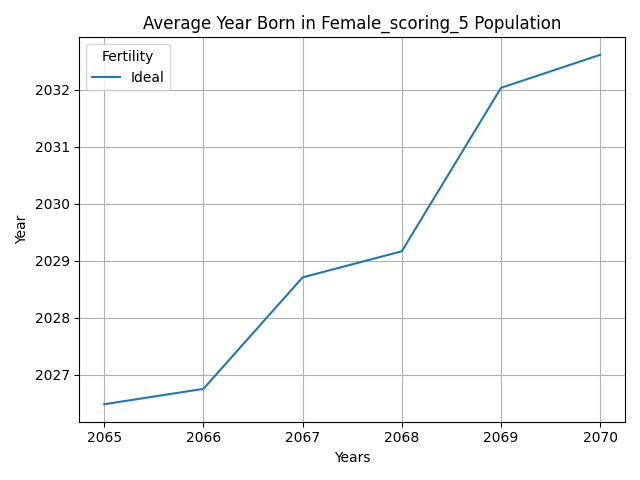 Average Year Born in Female_scoring_5 Population
Fertility
Ideal
2032
2031
2030
2029
2028
2027
Year
2065 2066 2067 2068 2069 2070
Years